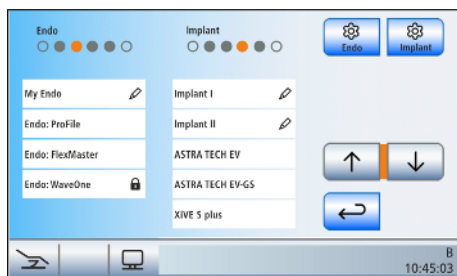 Endo
Implant
Endo
Implant
My Endo
Implant I
Endo: ProFile
Implant II
Endo: FlexMaster
ASTRA TECH EV
Endo: WaveOne
ASTRA TECH EV-GS
XiVE S plus
B
10:45:03